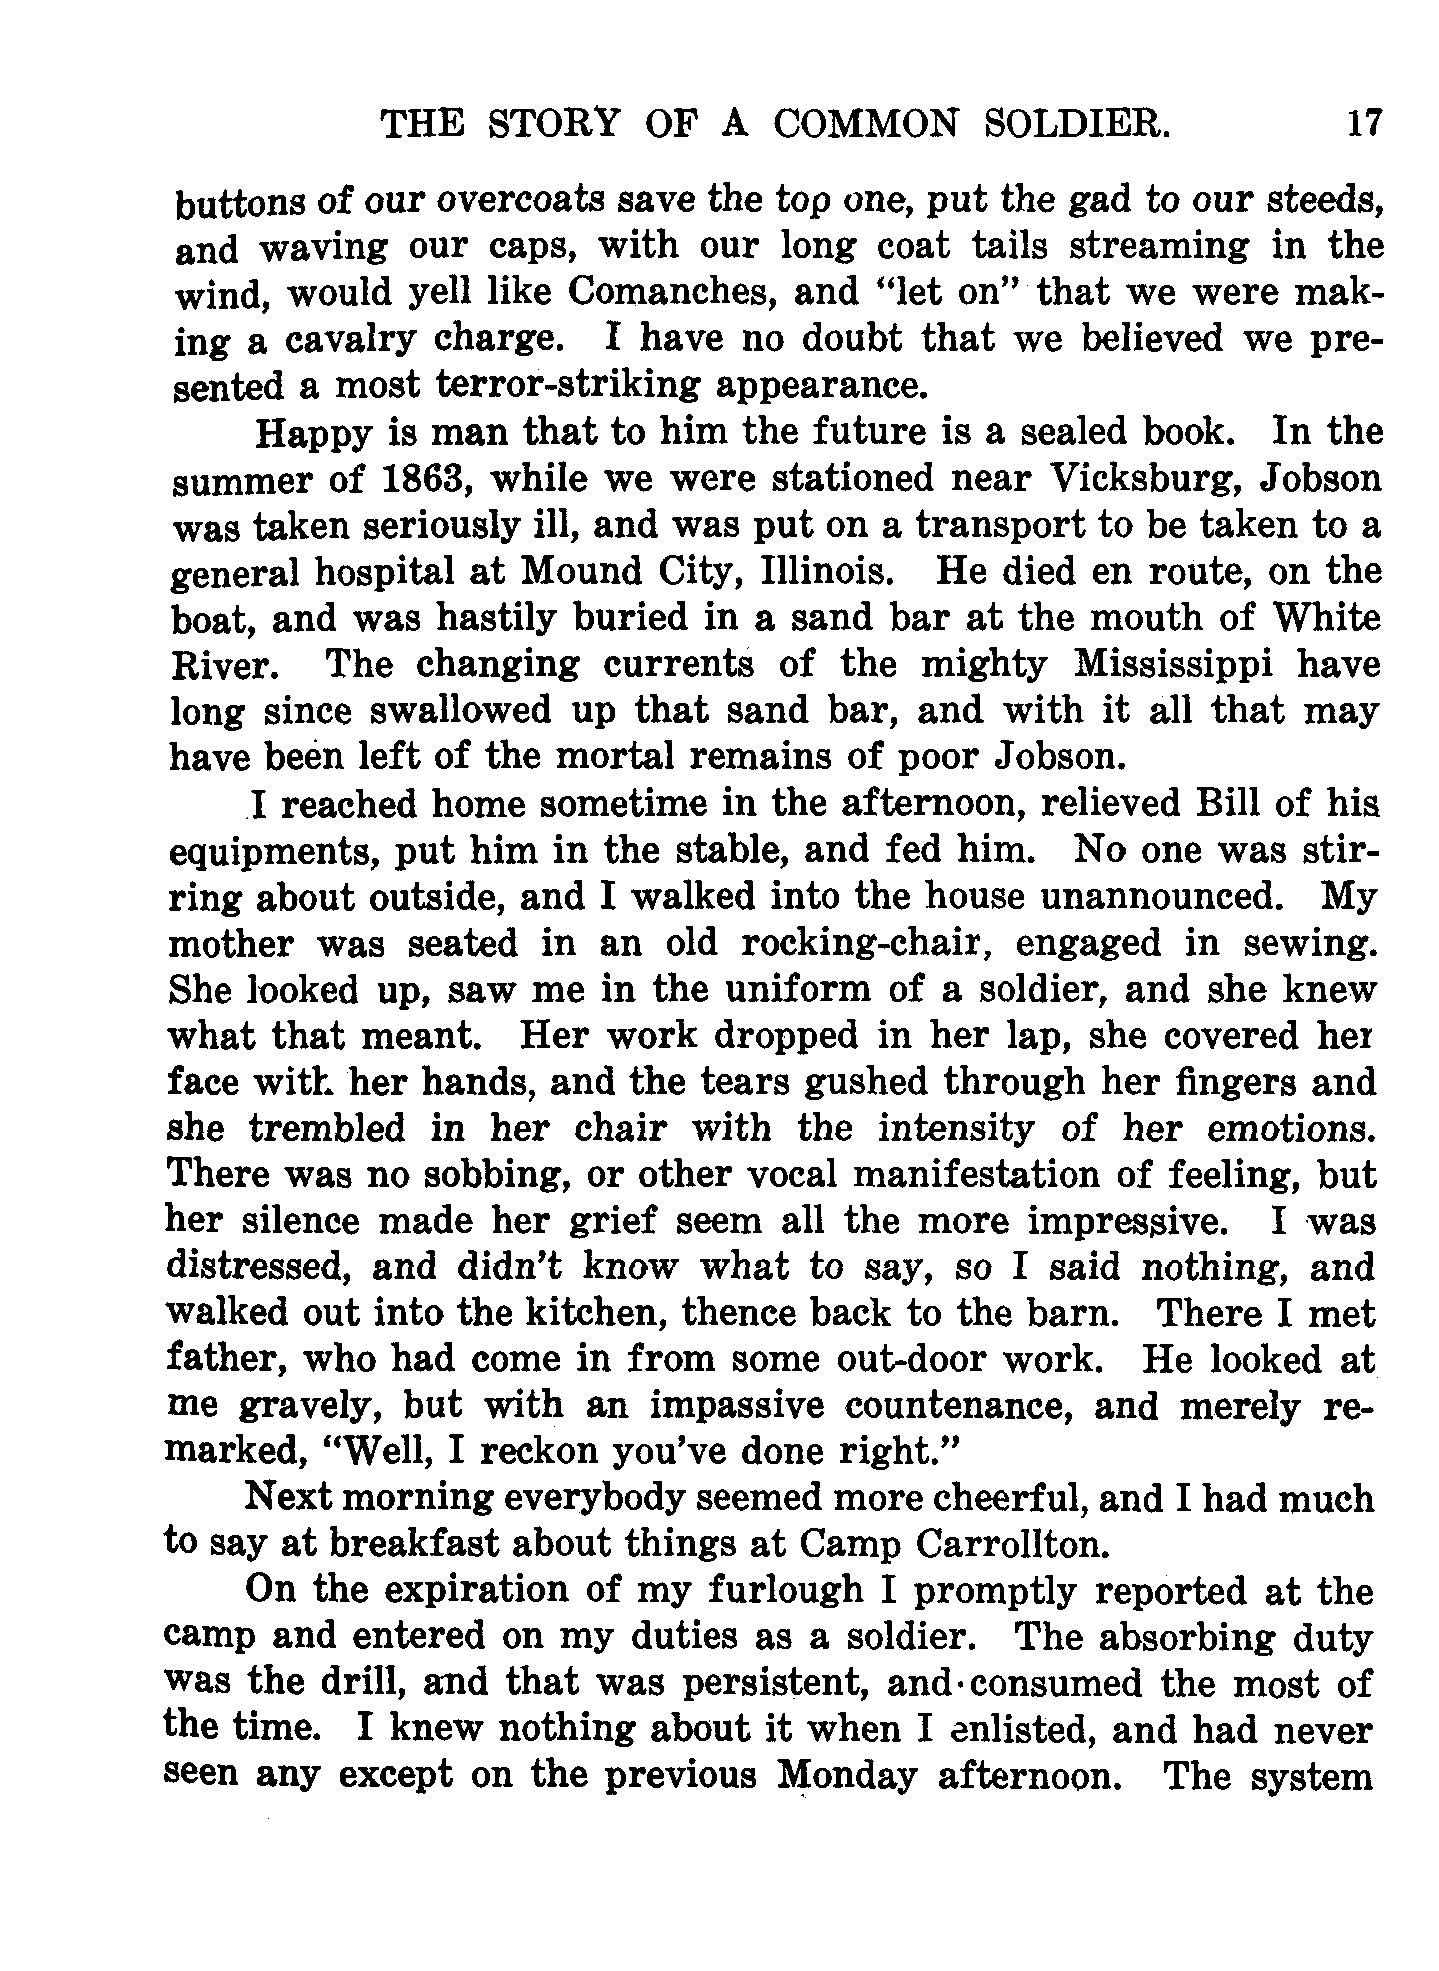 THE STORY OF A COMMON SOLDIER. 17
buttons of our overcoats save the top one, put the gad to our steeds,
and waving our caps, with our long coat tails streaming in the
wind, would yell like Comanches, and “let on” that we were mak-
ing a cavalry charge. I have no doubt that we believed we pre-
sented a most terror-striking appearance.
Happy is man that to him the future is a sealed book. In the
summer of 1863, while we were stationed near Vicksburg, Jobson
was taken seriously ill, and was put on a transport to be taken to a
general hospital at Mound City, Illinois. He died en route, on the
boat, and was hastily buried in a sand bar at the mouth of White
River. The changing currents of the mighty Mississippi have
long since swallowed up that sand bar, and with it all that may
have been left of the mortal remains of poor Jobson.
I reached home sometime in the afternoon, relieved Bill of his
equipments, put him in the stable, and fed him. No one was stir-
ring about outside, and I walked into the house unannounced. My
mother was seated in an old rocking-chair, engaged in sewing.
She looked up, saw me in the uniform of a soldier, and she knew
what that meant. Her work dropped in her lap, she covered her
face with her hands, and the tears gushed through her fingers and
she trembled in her chair with the intensity of her emotions.
There was no sobbing, or other vocal manifestation of feeling, but
her silence made her grief seem all the more impressive. I was
distressed, and didn’t know what to say, so I said nothing, and
walked out into the kitchen, thence back to the barn. There I met
father, who had come in from some out-door work. He looked at
me gravely, but with an impassive countenance, and merely re-
marked, “Well, I reckon you’ve done right.”
Next morning everybody seemed more cheerful, and I had much
to say at breakfast about things at Camp Carrollton.
On the expiration of my furlough I promptly reported at the
camp and entered on my duties as a soldier. The absorbing duty
was the drill, and that was persistent, and consumed the most of
the time. I knew nothing about it when I enlisted, and had never
seen any except on the previous Monday afternoon. The system